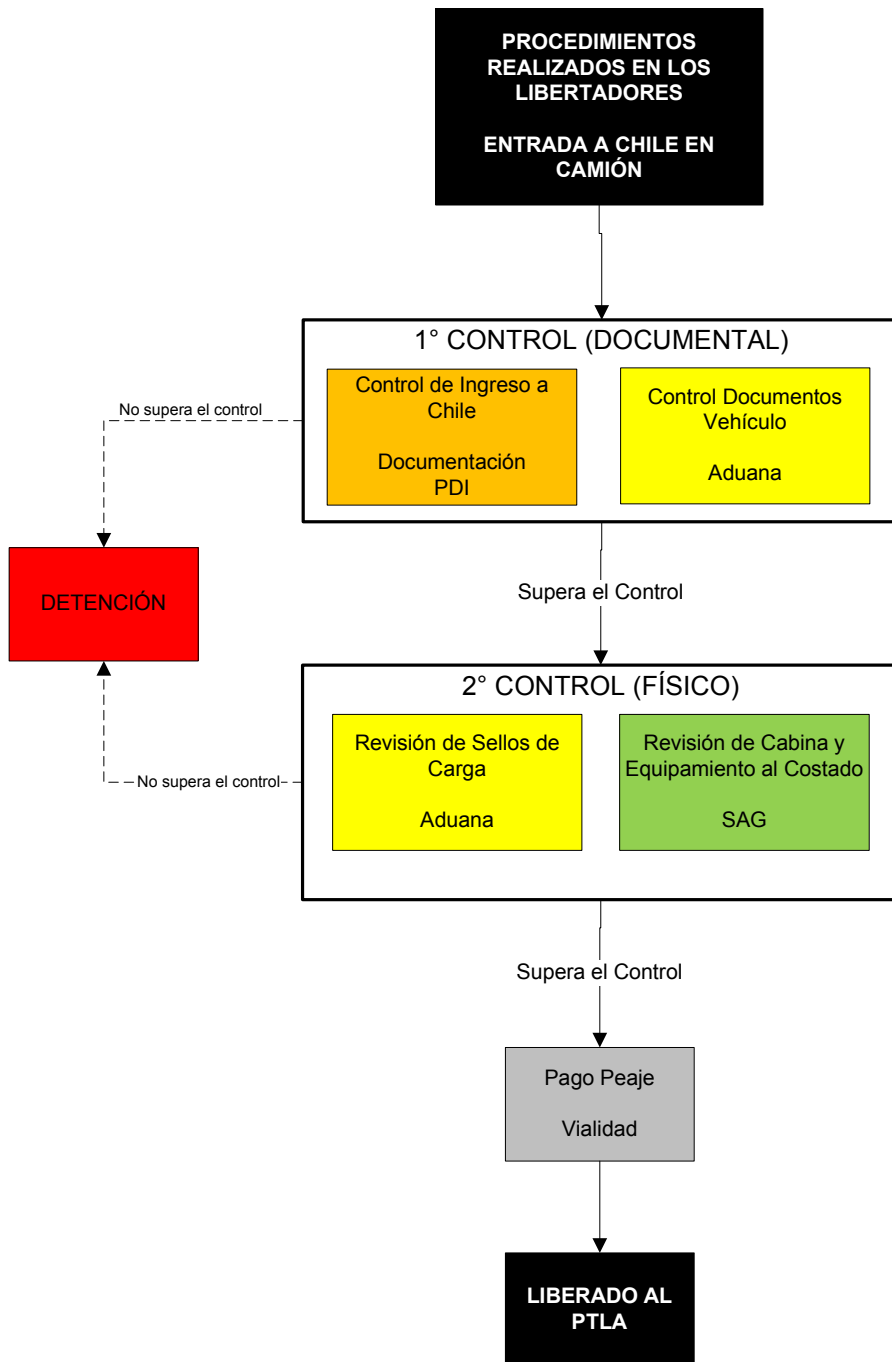 PROCEDIMIENTOS
REALIZADOS EN LOS
LIBERTADORES
ENTRADA A CHILE EN
CAMIÓN
1° CONTROL (DOCUMENTAL)
Control de Ingreso a
Chile
Documentación
PDI
Control Documentos
Vehículo
Aduana
No supera el control
Supera el Control
DETENCIÓN
2° CONTROL (FÍSICO)
Revisión de Sellos de
Carga
Aduana
Revisión de Cabina y
Equipamiento al Costado
SAG
No supera el control
Supera el Control
Pago Peaje
Vialidad
LIBERADO AL
PTLA